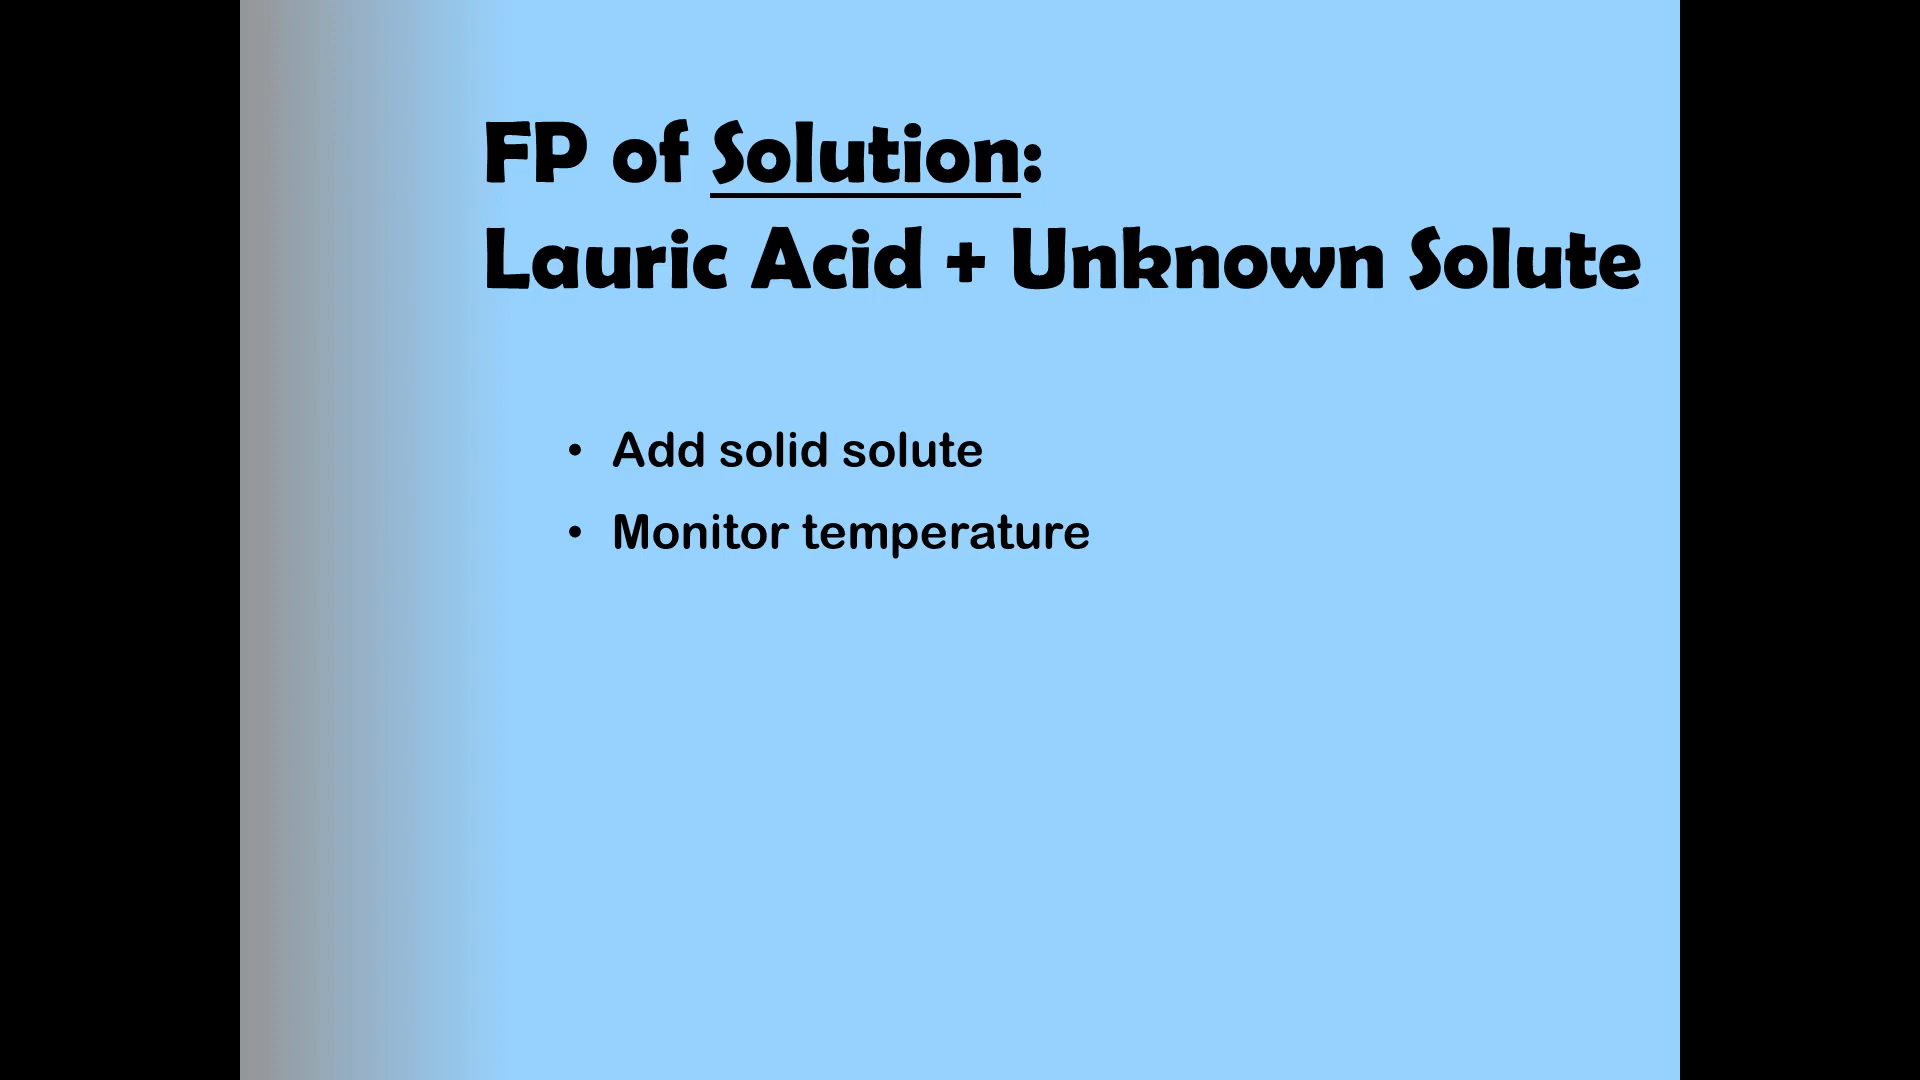 FP of Solution:
Lauric Acid + Unknown Solute
• Add solid solute
• Monitor temperature